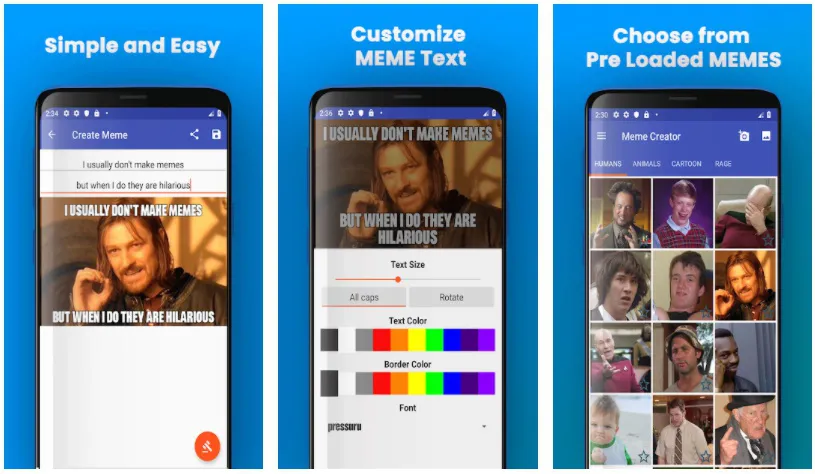 Simple and Easy
2:34
Create Meme
I usually don't make memes
but when I do they are hilarious
I USUALLY DON'T MAKE MEMES
BUT WHEN I DO THEY ARE HILARIOUS
Customize
MEME Text
2:36
I USUALLY DON'T MAKE MEMES
BUT WHEN I DO THEY ARE
HILARIOUS
Text Size
All caps Rotate
Text Color
Border Color
Font
pressuru
Choose from
Pre Loaded MEMES
2:30
Meme Creator
HUMANS ANIMALS CARTOON RAGE